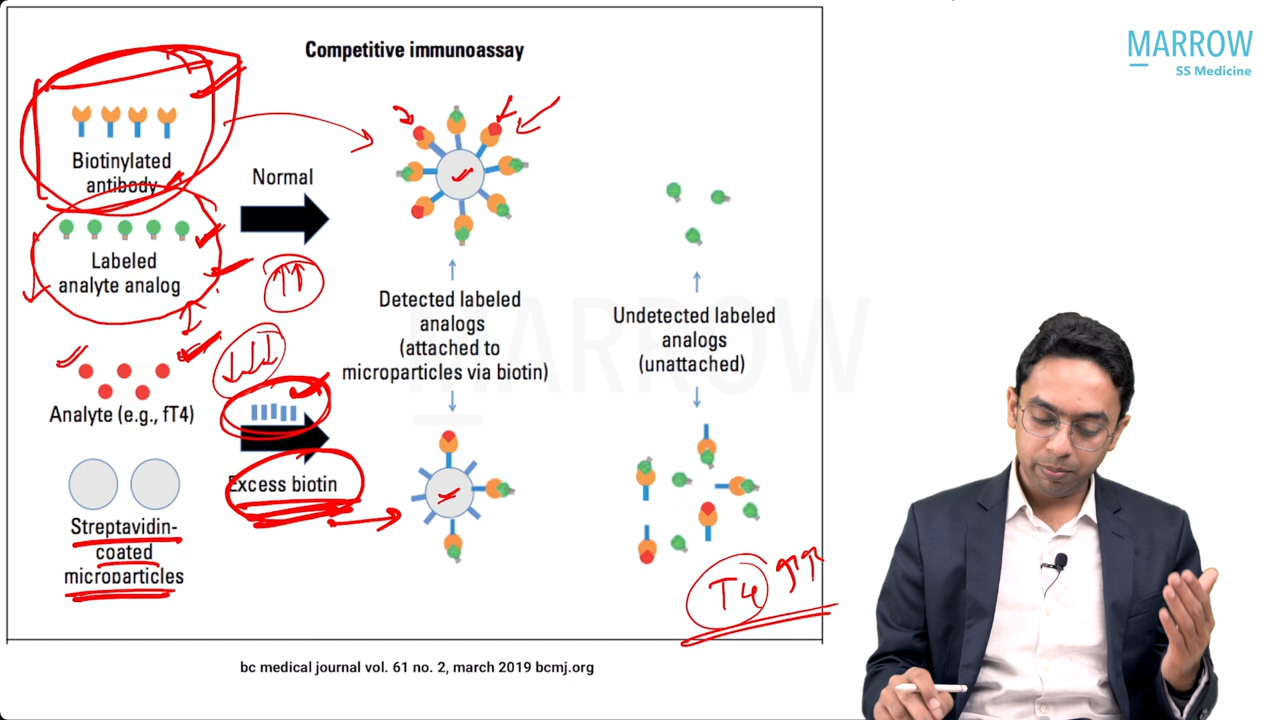 MARROW
SS Medicine
Competitive immunoassay
Biotinylated
antibody
Normal
Labeled
analyte analog
Detected labeled
analogs
(attached to
microparticles via biotin)
Undetected labeled
analogs
(unattached)
MARROW
Analyte (e.g., fT4)
Excess biotin
Streptavidin-
coated
microparticles
T4
bc medical journal vol. 61 no. 2, march 2019 bcmj.org